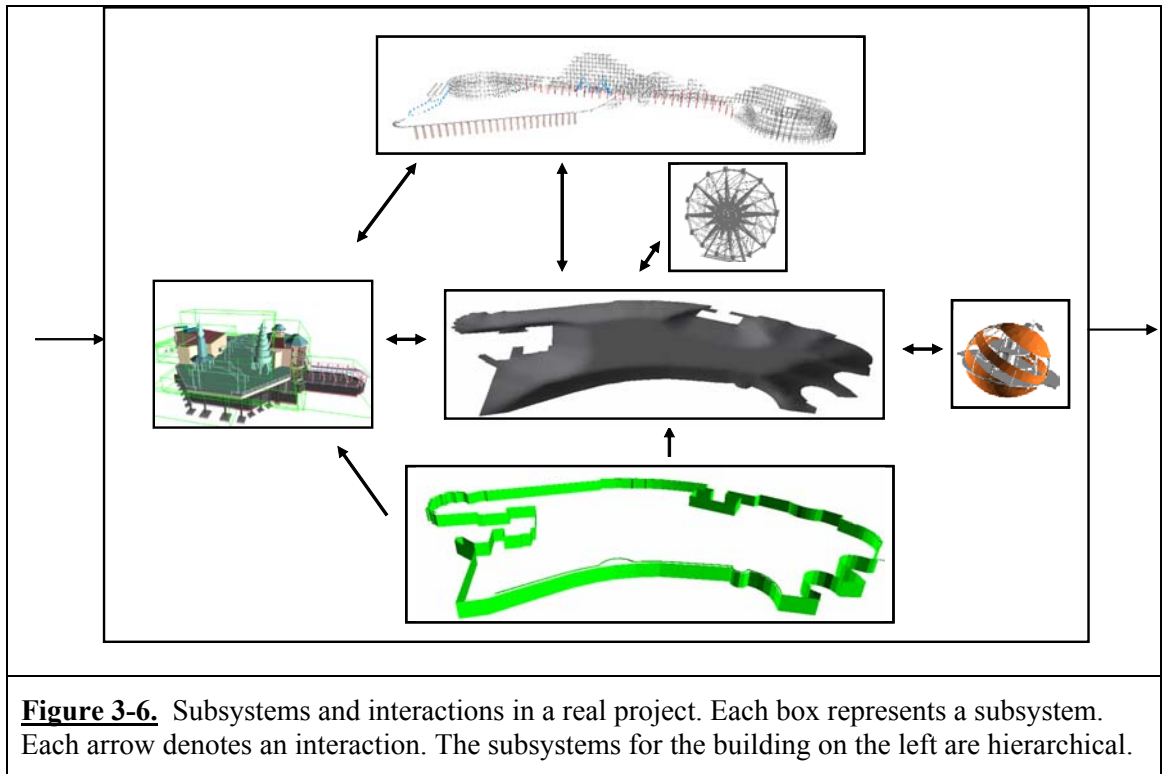 Figure 3-6. Subsystems and interactions in a real project. Each box represents a subsystem.
Each arrow denotes an interaction. The subsystems for the building on the left are hierarchical.